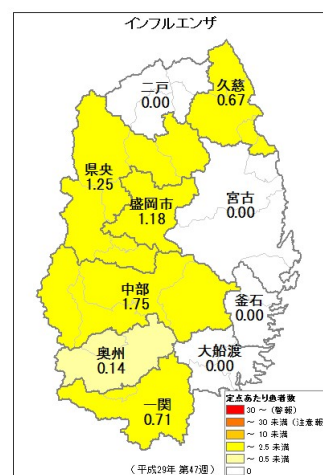 インフルエンザ
二戸
0.00
久慈
0.67
県央
1.25
盛岡市
1.18
宮古
0.00
中部
1.75
釜石
0.00
奥州
0.14
大船渡
0.00
一関
0.71
定点あたり患者数
30 ～ (警報)
～ 30 未満 (注意報)
～ 10 未満
～ 2.5 未満
～ 0.5 未満
0
(平成29年 第47週)